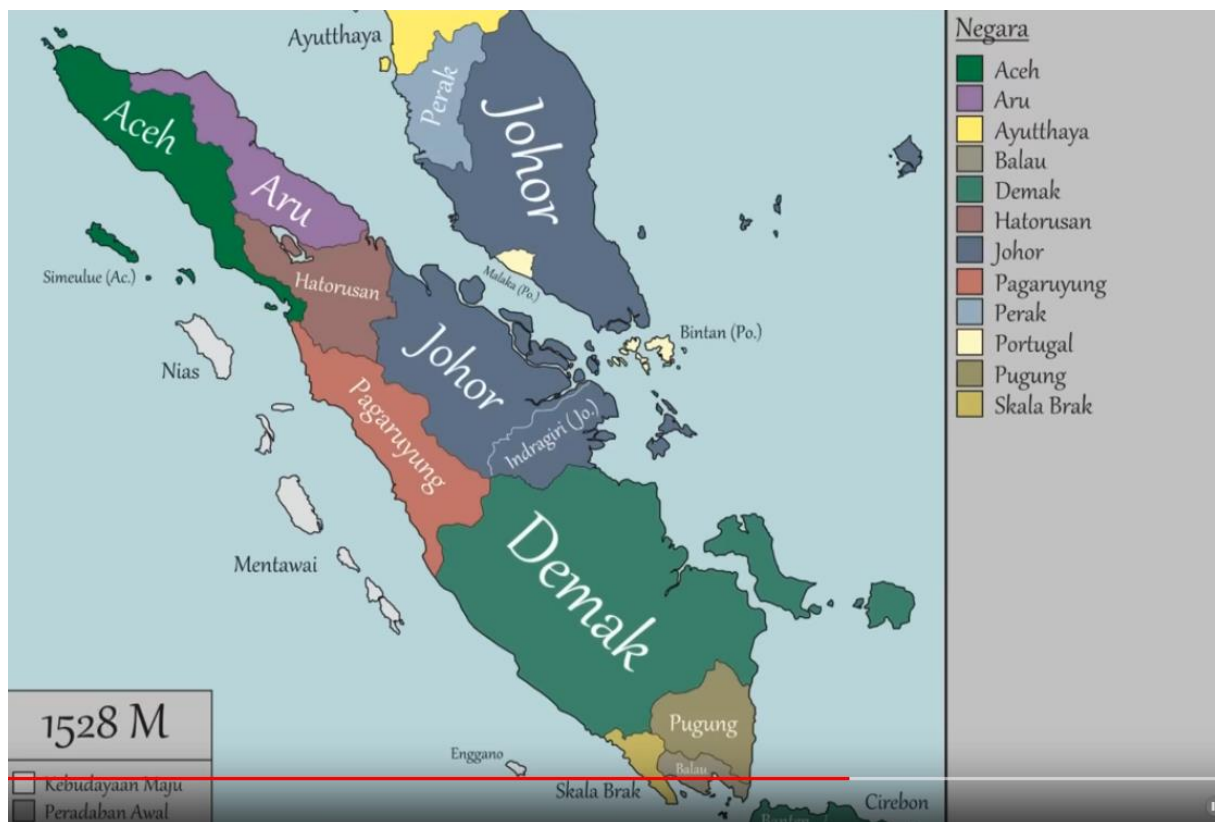 Ayutthaya
Perak
Johor
Aceh
Aru
Simeulue (Ac.)
Hatorusan
Malaka (Po.)
Bintan (Po.)
Nias
Johor
Pagaruyung
Indragiri (Jo.)
Mentawai
Demak
Pugung
Enggano
Balau
Skala Brak
Cirebon
Banten
1528 M
Kebudayaan Maju
Peradaban Awal
Negara
Aceh
Aru
Ayutthaya
Balau
Demak
Hatorusan
Johor
Pagaruyung
Perak
Portugal
Pugung
Skala Brak